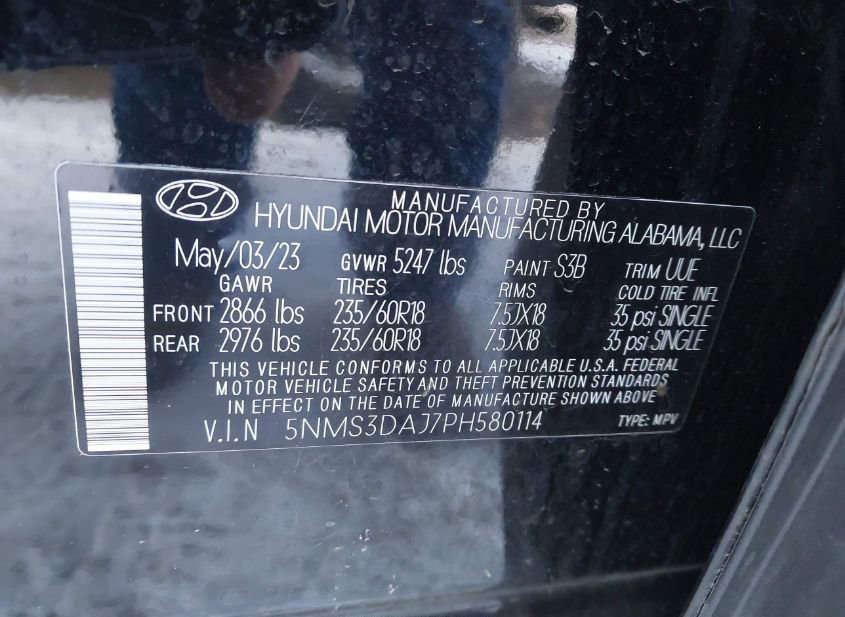 MANUFACTURED BY
HYUNDAI MOTOR MANUFACTURING ALABAMA, LLC
May/03/23 GVWR 5247 lbs PAINT S3B TRIM UUE
GAWR TIRES RIMS COLD TIRE INFL
FRONT 2866 lbs 235/60R18 7.5JX18 35 psi SINGLE
REAR 2976 lbs 235/60R18 7.5JX18 35 psi SINGLE
THIS VEHICLE CONFORMS TO ALL APPLICABLE U.S.A. FEDERAL
MOTOR VEHICLE SAFETY AND THEFT PREVENTION STANDARDS
IN EFFECT ON THE DATE OF MANUFACTURE SHOWN ABOVE
V.I.N 5NMS3DAJ7PH580114 TYPE: MPV